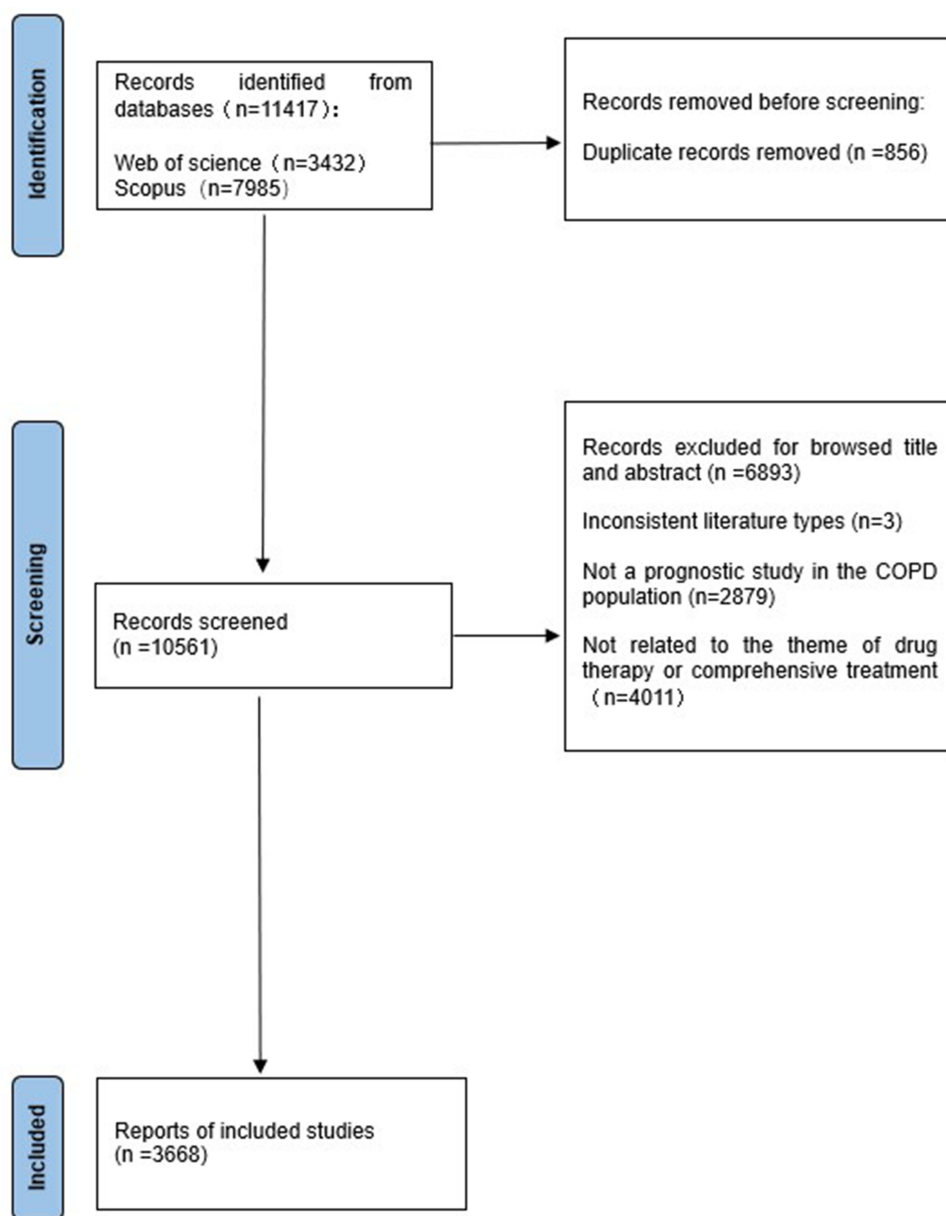 Identification
Records identified from
databases（n=11417）:
Web of science（n=3432）
Scopus（n=7985）
Records removed before screening:
Duplicate records removed (n =856)
Screening
Records screened
(n =10561)
Records excluded for browsed title
and abstract (n =6893)
Inconsistent literature types (n=3)
Not a prognostic study in the COPD
population (n=2879)
Not related to the theme of drug
therapy or comprehensive treatment
（n=4011）
Included
Reports of included studies
(n =3668)